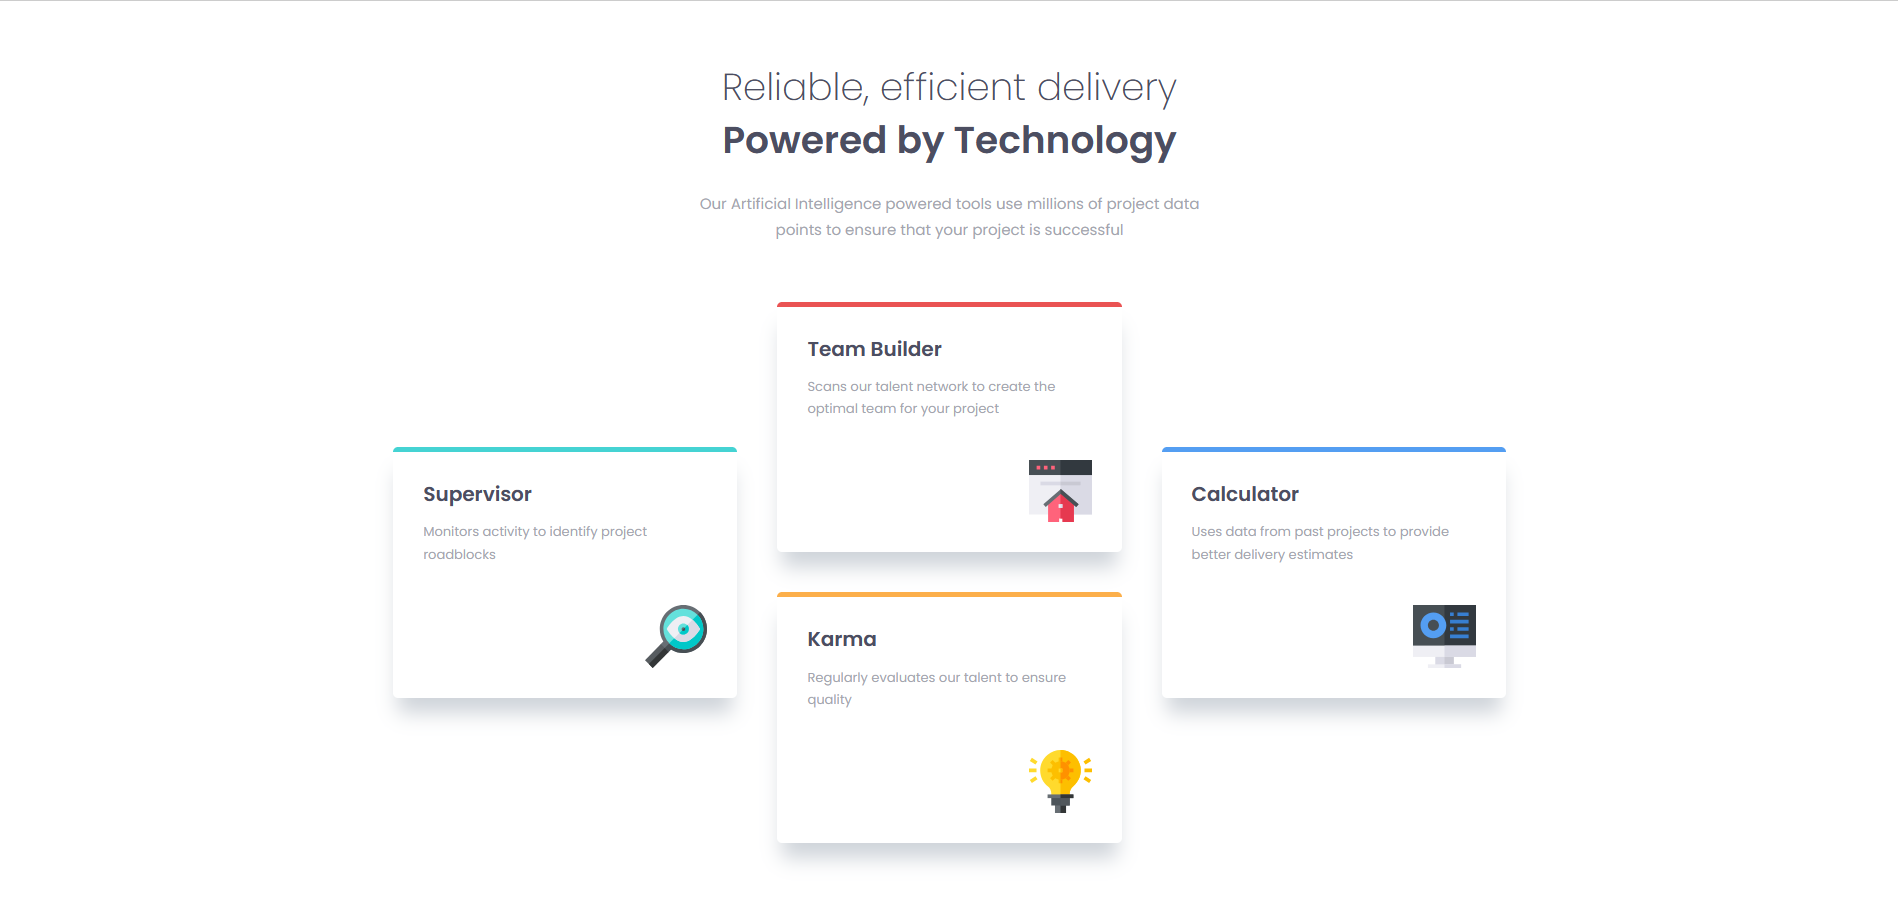 Reliable, efficient delivery
Powered by Technology
Our Artificial Intelligence powered tools use millions of project data
points to ensure that your project is successful
Team Builder
Scans our talent network to create the
optimal team for your project
Supervisor
Monitors activity to identify project
roadblocks
Calculator
Uses data from past projects to provide
better delivery estimates
Karma
Regularly evaluates our talent to ensure
quality